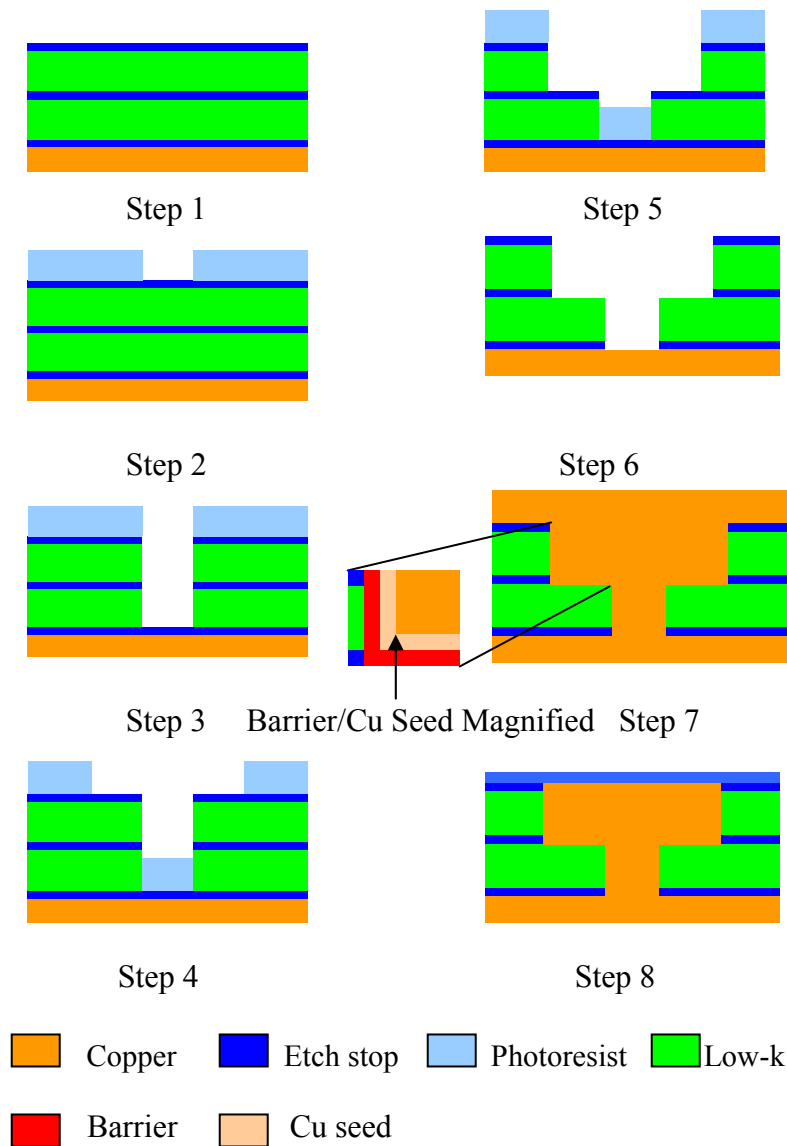 Step 1
Step 5
Step 2
Step 6
Step 3
Barrier/Cu Seed Magnified
Step 7
Step 4
Step 8
Copper
Etch stop
Photoresist
Low-k
Barrier
Cu seed